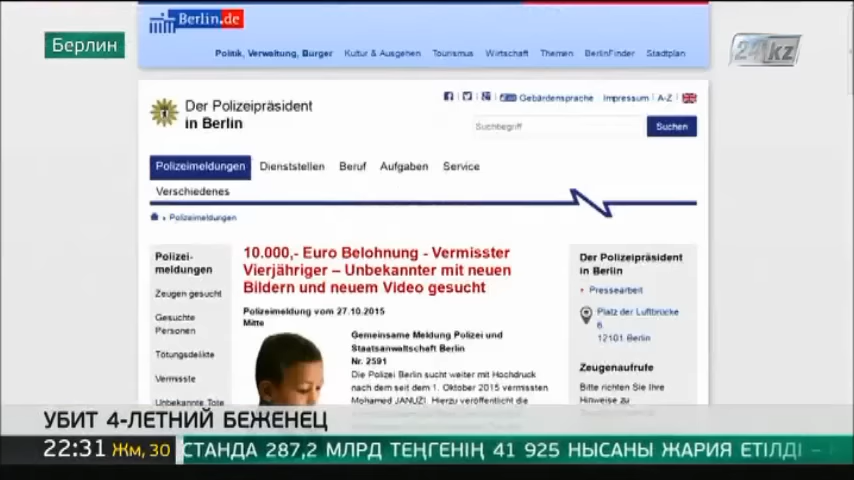 Берлин
Berlin.de
Politik, Verwaltung, Bürger Kultur & Ausgehen Tourismus Wirtschaft Themen BerlinFinder Stadtplan
24 kz
Gebärdensprache Impressum A-Z
Der Polizeipräsident
in Berlin
Suchbegriff Suchen
Polizeimeldungen Dienststellen Beruf Aufgaben Service
Verschiedenes
Polizeimeldungen
Polizei-
meldungen
Zeugen gesucht
Gesuchte
Personen
Tötungsdelikte
Vermisste
Unbekannte Tote
10.000,- Euro Belohnung - Vermisster
Vierjähriger – Unbekannter mit neuen
Bildern und neuem Video gesucht
Polizeimeldung vom 27.10.2015
Mitte
Gemeinsame Meldung Polizei und
Staatsanwaltschaft Berlin
Nr. 2591
Die Polizei Berlin sucht weiter mit Hochdruck
nach dem seit dem 1. Oktober 2015 vermissten
Mohamed JANUZI. Hierzu veröffentlicht die
Der Polizeipräsident
in Berlin
Pressearbeit
Platz der Luftbrücke
6
12101 Berlin
Zeugenaufrufe
Bitte richten Sie Ihre
Hinweise zu
УБИТ 4-ЛЕТНИЙ БЕЖЕНЕЦ
22:31 Жм, 30 СТАНДА 287,2 МЛРД ТЕҢГЕНІҢ 41 925 НЫСАНЫ ЖАРИЯ ЕТІЛДІ -